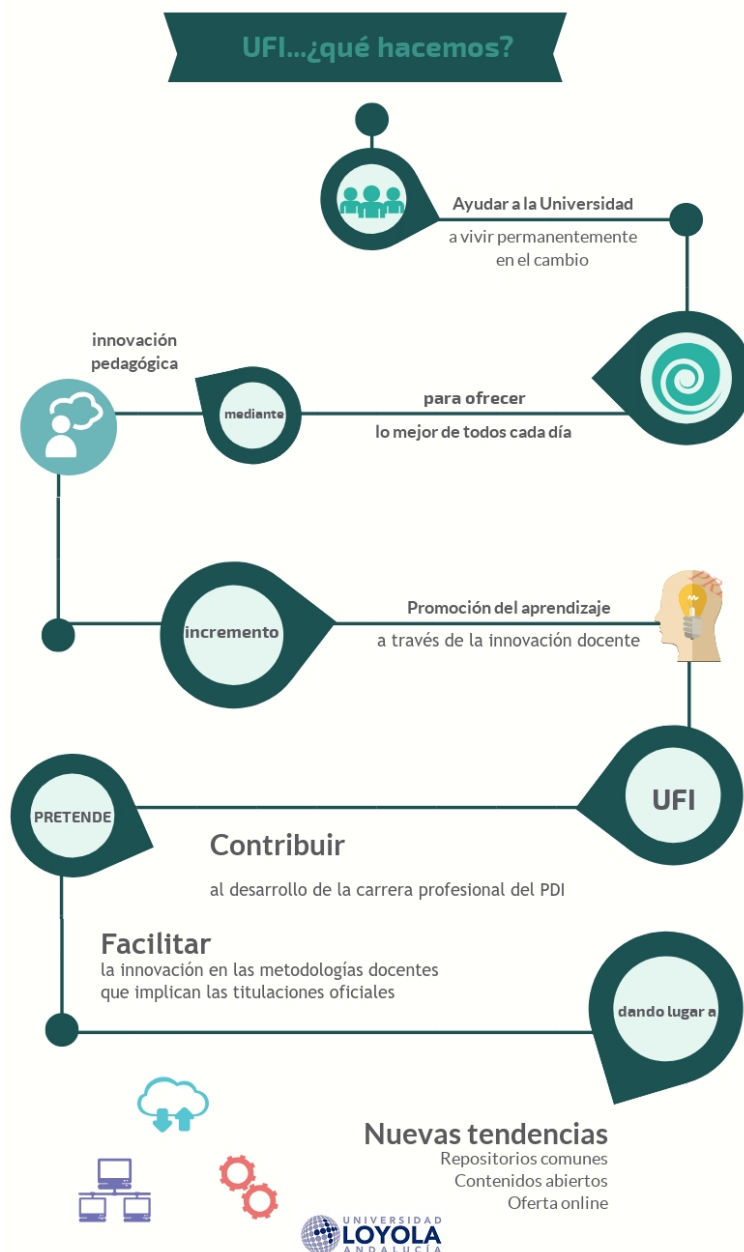 UFI...¿qué hacemos?
Ayudar a la Universidad
a vivir permanentemente
en el cambio
para ofrecer
lo mejor de todos cada día
mediante
innovación
pedagógica
incremento
Promoción del aprendizaje
a través de la innovación docente
UFI
PRETENDE
Contribuir
al desarrollo de la carrera profesional del PDI
Facilitar
la innovación en las metodologías docentes
que implican las titulaciones oficiales
dando lugar a
Nuevas tendencias
Repositorios comunes
Contenidos abiertos
Oferta online
UNIVERSIDAD
LOYOLA
ANDALUCÍA